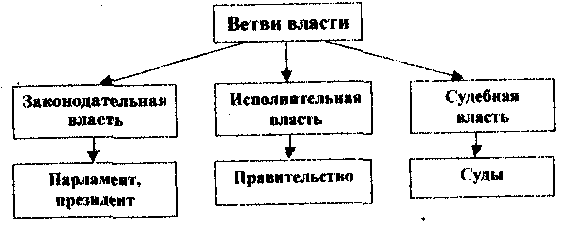 Ветви власти
Законодательная
власть
Исполнительная
власть
Судебная
власть
Парламент,
президент
Правительство
Суды